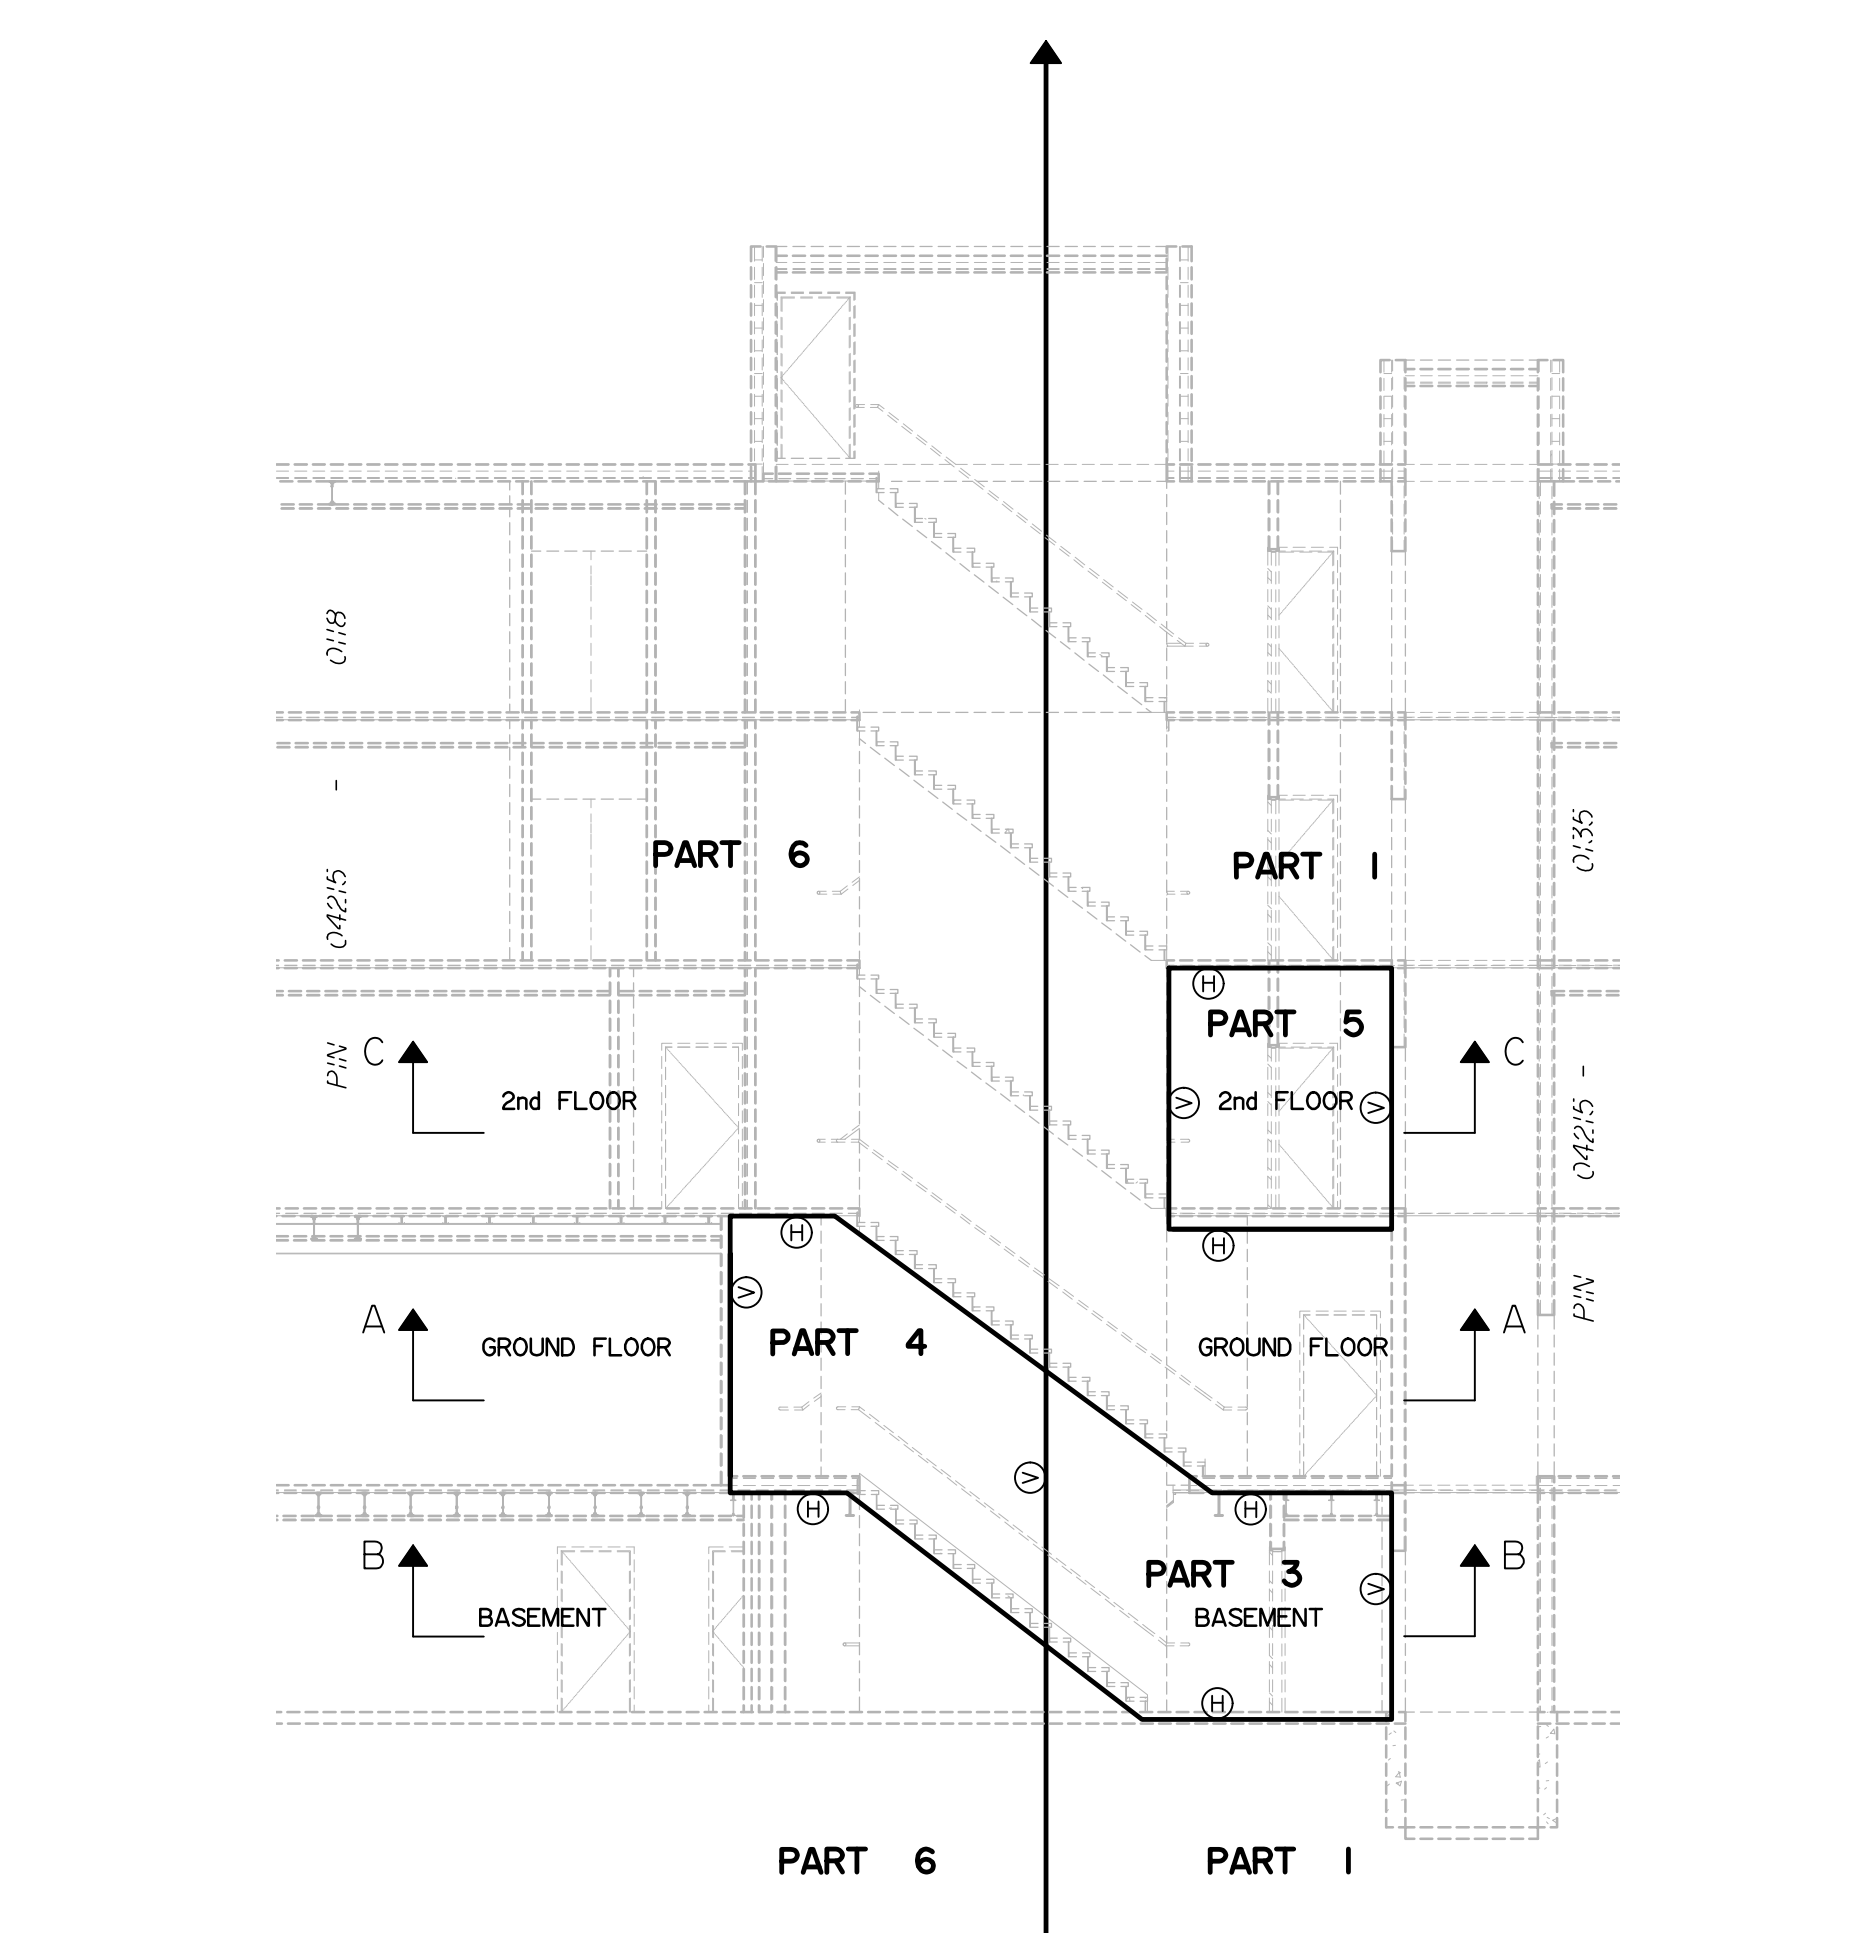 0118
-
04215
PIN
PART 6
PART 1
0135
04215 -
PIN
H
PART 5
C
2nd FLOOR
V
2nd FLOOR
V
C
H
H
V
A
GROUND FLOOR
PART 4
GROUND FLOOR
A
V
H
H
B
BASEMENT
PART 3
BASEMENT
V
B
H
PART 6
PART 1